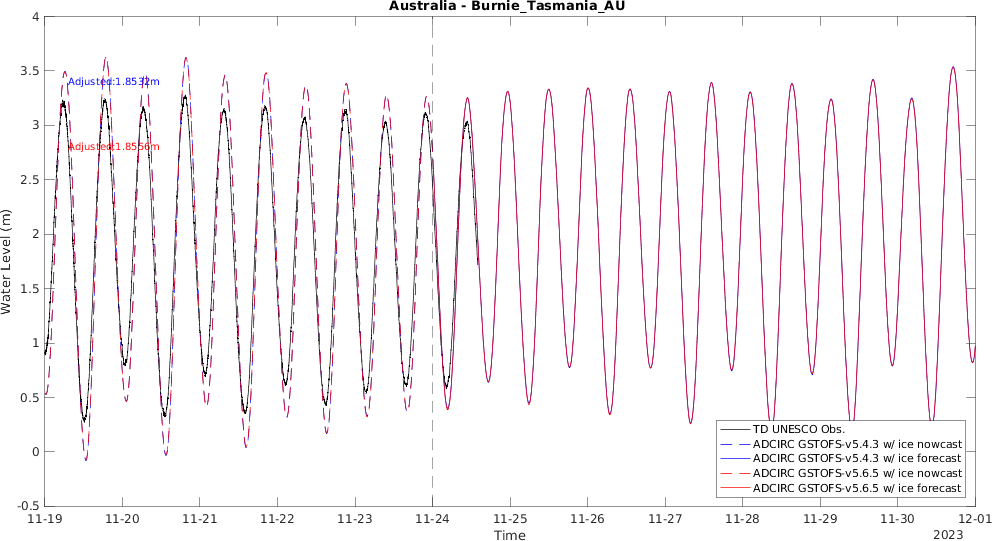 Australia - Burnie_Tasmania_AU
4
3.5
3
2.5
2
1.5
1
0.5
0
-0.5
Water Level (m)
Adjusted:1.8532m
Adjusted:1.8556m
TD UNESCO Obs.
ADCIRC GSTOFS-v5.4.3 w/ ice nowcast
ADCIRC GSTOFS-v5.4.3 w/ ice forecast
ADCIRC GSTOFS-v5.6.5 w/ ice nowcast
ADCIRC GSTOFS-v5.6.5 w/ ice forecast
11-19 11-20 11-21 11-22 11-23 11-24 11-25 11-26 11-27 11-28 11-29 11-30 12-01
Time
2023